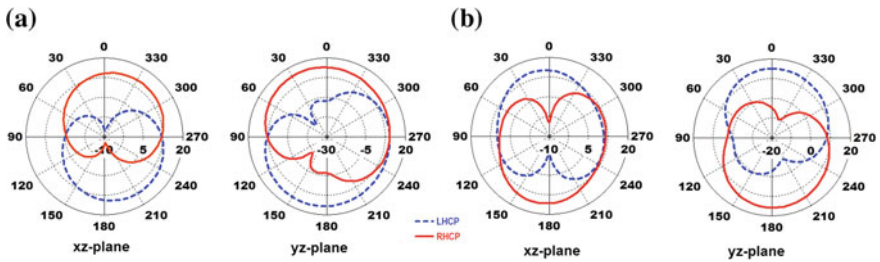 (a) (b)
0 0 0 0
30 330 30 330 30 330 30 330
60 300 60 300 60 300 60 300
90 -10 5 20 270 90 -30 -5 20 270 90 -10 5 20 270 90 -20 0 20 270
120 240 120 240 120 240 120 240
150 210 150 210 150 210 150 210
180 180 180 180
LHCP
RHCP
xz-plane yz-plane xz-plane yz-plane